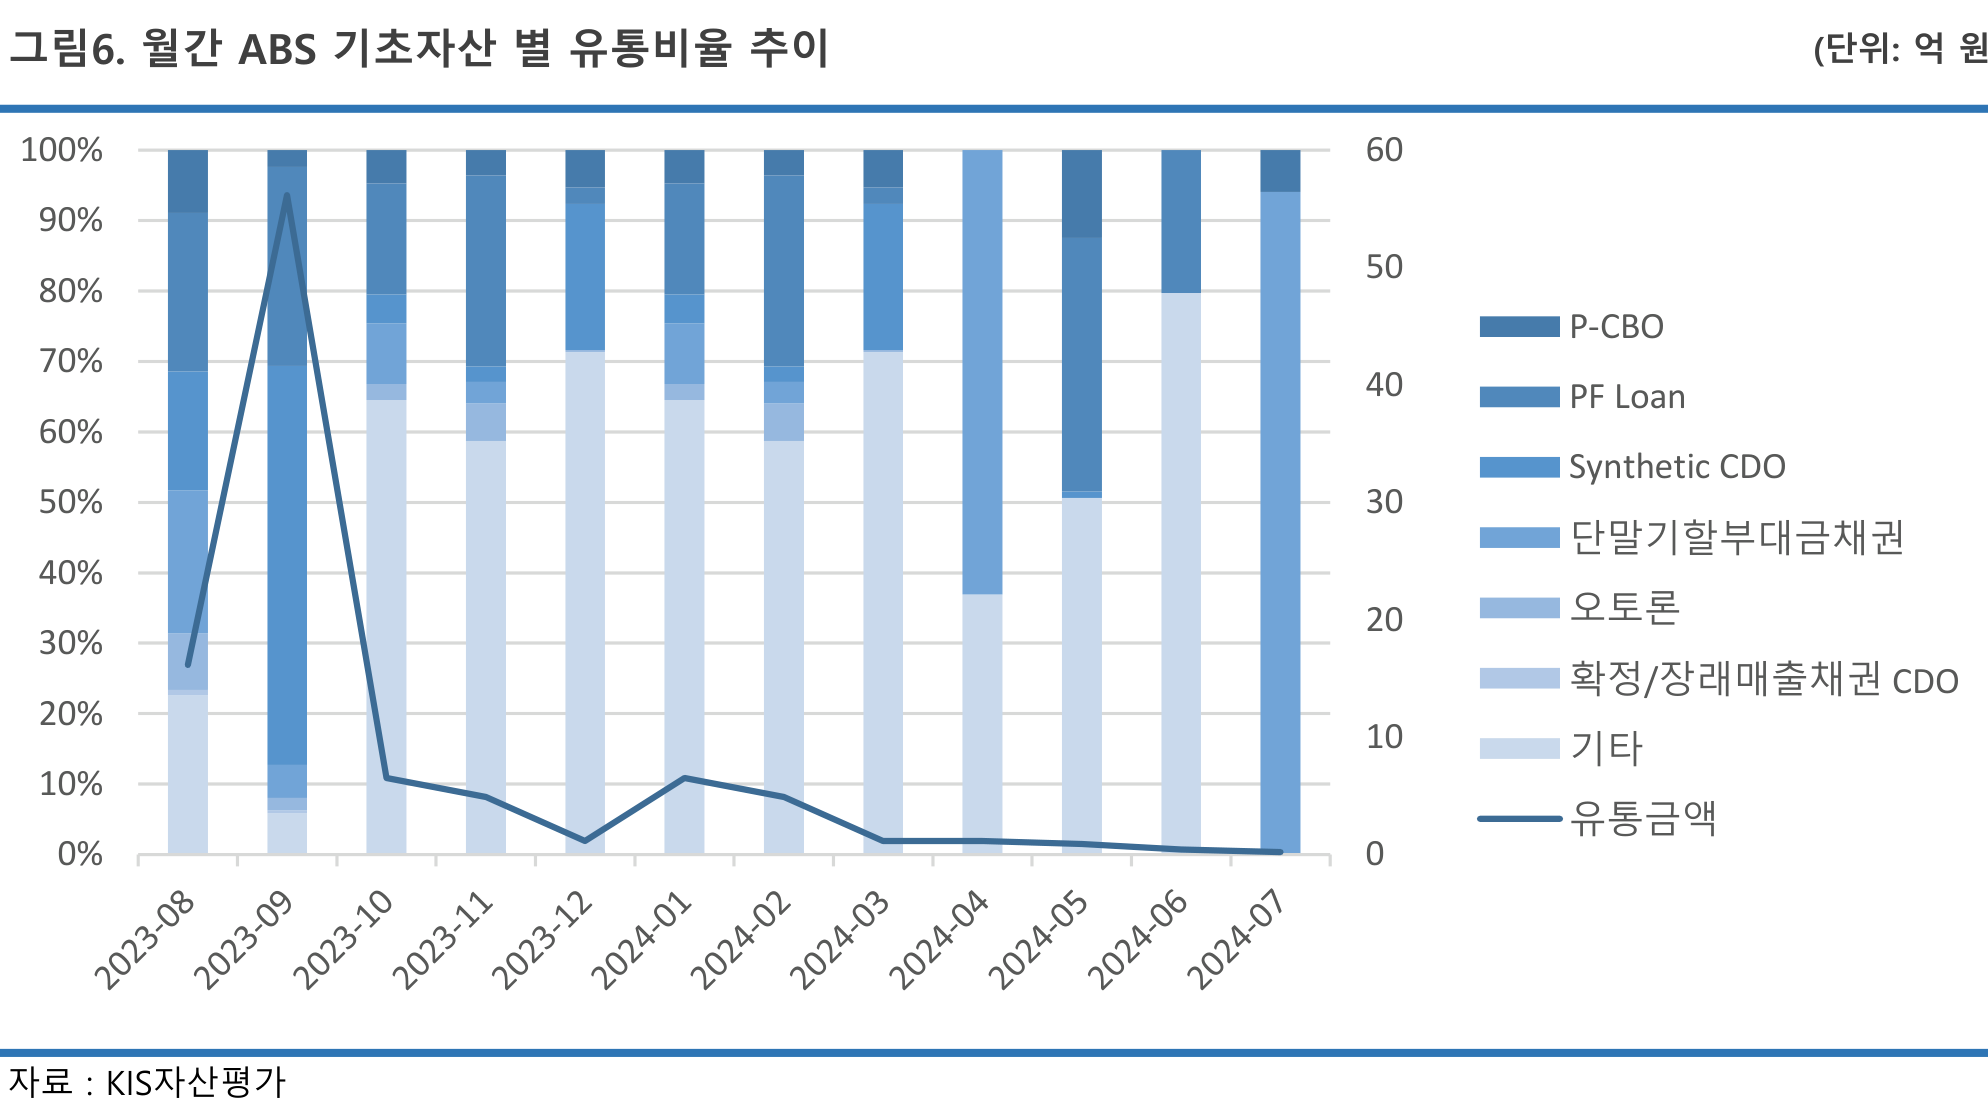 그림6. 월간 ABS 기초자산 별 유통비율 추이
(단위: 억 원
100%
90%
80%
70%
60%
50%
40%
30%
20%
10%
0%
60
50
40
30
20
10
0
2023-08
2023-09
2023-10
2023-11
2023-12
2024-01
2024-02
2024-03
2024-04
2024-05
2024-06
2024-07
P-CBO
PF Loan
Synthetic CDO
단말기할부대금채권
오토론
확정/장래매출채권 CDO
기타
유통금액
자료 : KIS자산평가